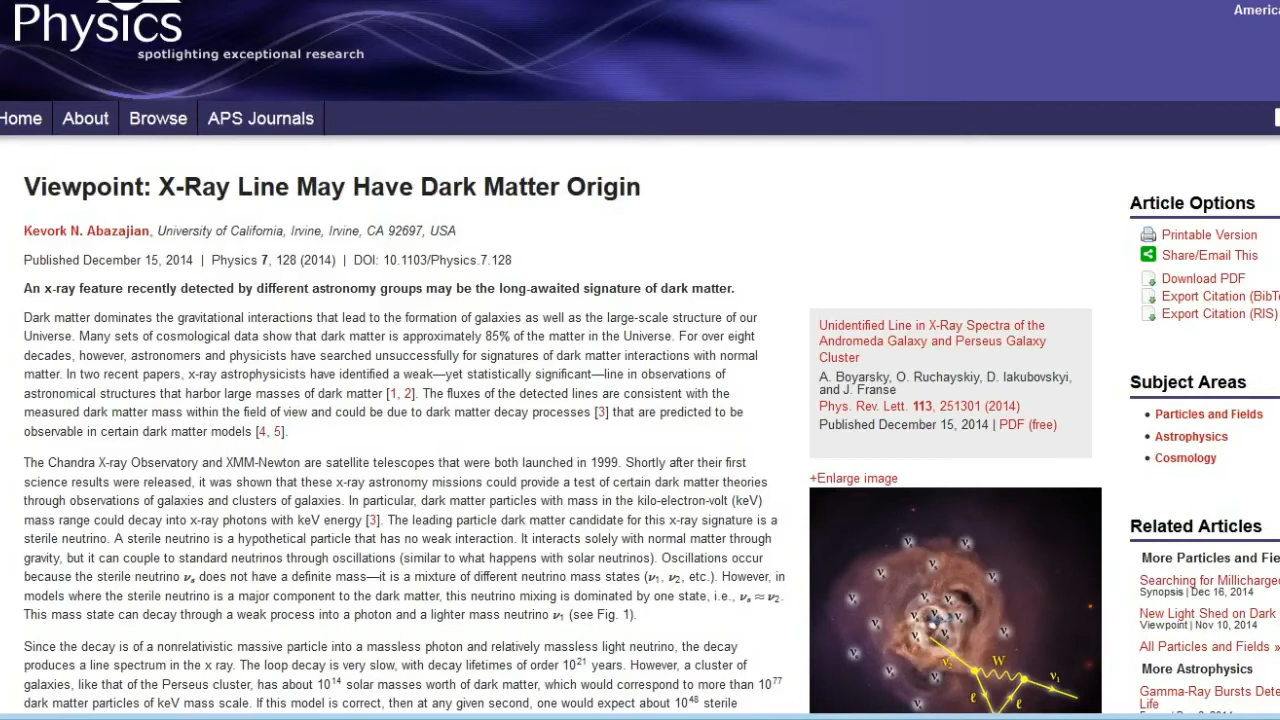 Physics
spotlighting exceptional research
Americ
Home
About
Browse
APS Journals
Viewpoint: X-Ray Line May Have Dark Matter Origin
Kevork N. Abazajian, University of California, Irvine, Irvine, CA 92697, USA
Published December 15, 2014 | Physics 7, 128 (2014) | DOI: 10.1103/Physics.7.128
An x-ray feature recently detected by different astronomy groups may be the long-awaited signature of dark matter.
Dark matter dominates the gravitational interactions that lead to the formation of galaxies as well as the large-scale structure of our
Universe. Many sets of cosmological data show that dark matter is approximately 85% of the matter in the Universe. For over eight
decades, however, astronomers and physicists have searched unsuccessfully for signatures of dark matter interactions with normal
matter. In two recent papers, x-ray astrophysicists have identified a weak—yet statistically significant—line in observations of
astronomical structures that harbor large masses of dark matter [1, 2]. The fluxes of the detected lines are consistent with the
measured dark matter mass within the field of view and could be due to dark matter decay processes [3] that are predicted to be
observable in certain dark matter models [4, 5].
The Chandra X-ray Observatory and XMM-Newton are satellite telescopes that were both launched in 1999. Shortly after their first
science results were released, it was shown that these x-ray astronomy missions could provide a test of certain dark matter theories
through observations of galaxies and clusters of galaxies. In particular, dark matter particles with mass in the kilo-electron-volt (keV)
mass range could decay into x-ray photons with keV energy [3]. The leading particle dark matter candidate for this x-ray signature is a
sterile neutrino. A sterile neutrino is a hypothetical particle that has no weak interaction. It interacts solely with normal matter through
gravity, but it can couple to standard neutrinos through oscillations (similar to what happens with solar neutrinos). Oscillations occur
because the sterile neutrino νs does not have a definite mass—it is a mixture of different neutrino mass states (ν1, ν2, etc.). However, in
models where the sterile neutrino is a major component to the dark matter, this neutrino mixing is dominated by one state, i.e., νs ≈ ν2.
This mass state can decay through a weak process into a photon and a lighter mass neutrino ν1 (see Fig. 1).
Since the decay is of a nonrelativistic massive particle into a massless photon and relatively massless light neutrino, the decay
produces a line spectrum in the x ray. The loop decay is very slow, with decay lifetimes of order 10²¹ years. However, a cluster of
galaxies, like that of the Perseus cluster, has about 10¹⁴ solar masses worth of dark matter, which would correspond to more than 10⁷⁷
dark matter particles of keV mass scale. If this model is correct, then at any given second, one would expect about 10⁴⁸ sterile
Unidentified Line in X-Ray Spectra of the
Andromeda Galaxy and Perseus Galaxy
Cluster
A. Boyarsky, O. Ruchayskiy, D. Iakubovskyi,
and J. Franse
Phys. Rev. Lett. 113, 251301 (2014)
Published December 15, 2014 | PDF (free)
+Enlarge image
ν2 W ν1
ℓ ℓ
Article Options
Printable Version
Share/Email This
Download PDF
Export Citation (BibT
Export Citation (RIS)
Subject Areas
• Particles and Fields
• Astrophysics
• Cosmology
Related Articles
More Particles and Fie
Searching for Millicharge
Synopsis | Dec 16, 2014
New Light Shed on Dark
Viewpoint | Nov 10, 2014
All Particles and Fields »
More Astrophysics
Gamma-Ray Bursts Dete
Life